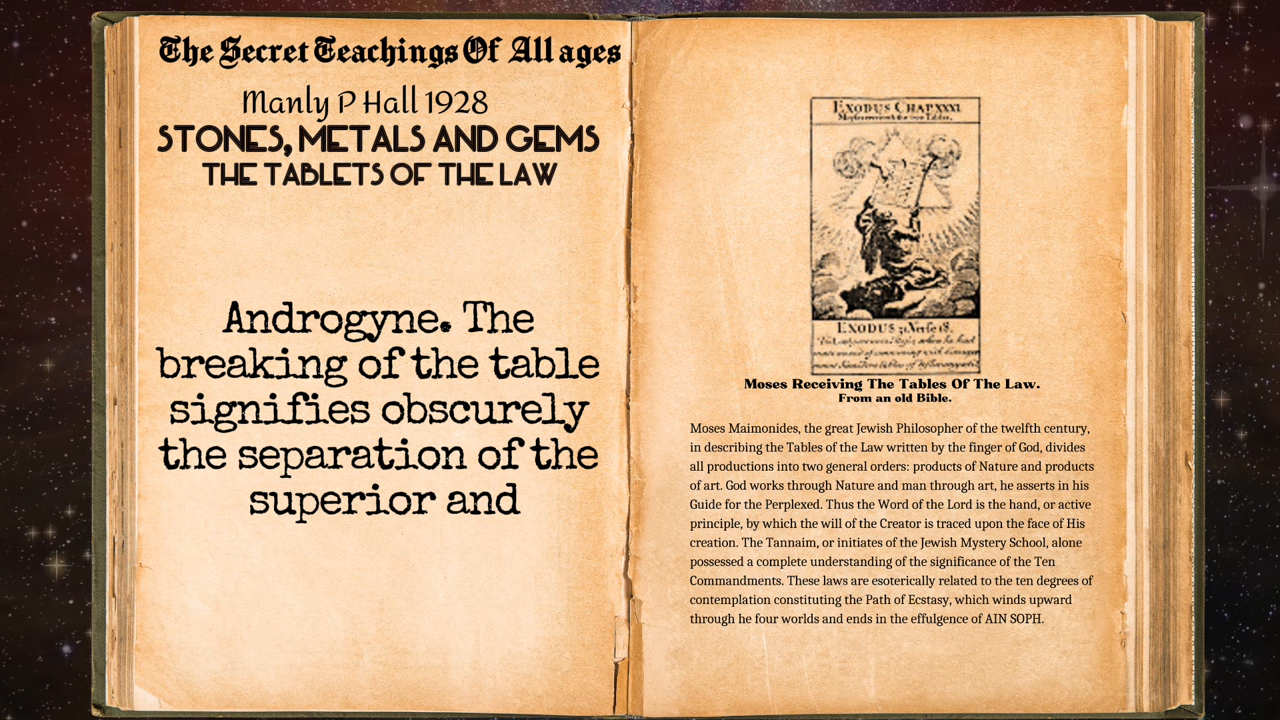 The Secret Teachings Of All ages
Manly P Hall 1928
STONES, METALS AND GEMS
THE TABLETS OF THE LAW
Androgyne. The
breaking of the table
signifies obscurely
the separation of the
superior and
EXODUS CHAP.XXXI
EXODUS 31 Verse 18.
Moses Receiving The Tables Of The Law.
From an old Bible.
Moses Maimonides, the great Jewish Philosopher of the twelfth century,
in describing the Tables of the Law written by the finger of God, divides
all productions into two general orders: products of Nature and products
of art. God works through Nature and man through art, he asserts in his
Guide for the Perplexed. Thus the Word of the Lord is the hand, or active
principle, by which the will of the Creator is traced upon the face of His
creation. The Tannaim, or initiates of the Jewish Mystery School, alone
possessed a complete understanding of the significance of the Ten
Commandments. These laws are esoterically related to the ten degrees of
contemplation constituting the Path of Ecstasy, which winds upward
through he four worlds and ends in the effulgence of AIN SOPH.